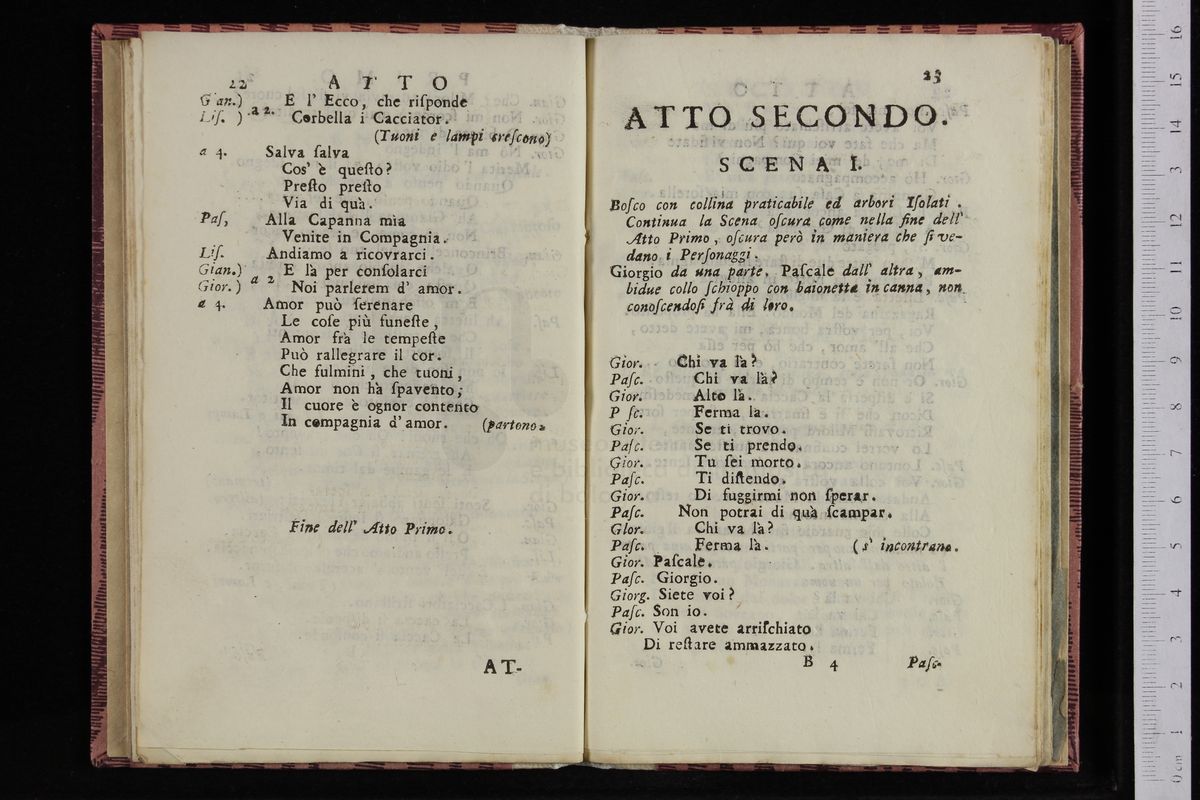 22 ATTO
Gian.) E l' Ecco, che riſponde
Liſ. ) a 2. Corbella i Cacciator.
(Tuoni e lampi creſcono)
a 4. Salva ſalva
Cos' è queſto?
Preſto preſto
Via di quà.
Paſ, Alla Capanna mia
Venite in Compagnia.
Liſ. Andiamo a ricovrarci.
Gian.) E là per conſolarci
Gior. ) a 2 Noi parlerem d' amor.
a 4. Amor può ſerenare
Le coſe più funeſte,
Amor frà le tempeſte
Può rallegrare il cor.
Che fulmini, che tuoni,
Amor non hà ſpavento;
Il cuore è ognor contento
In compagnia d' amor. (partono.
Fine dell' Atto Primo.
AT-
23
ATTO SECONDO.
SCENA I.
Boſco con collina praticabile ed arbori Iſolati.
Continua la Scena oſcura come nella fine dell'
Atto Primo, oſcura però in maniera che ſi ve-
dano i Perſonaggi.
Giorgio da una parte. Paſcale dall' altra, am-
bidue collo ſchioppo con baionetta in canna, non
conoſcendoſi frà di loro.
Gior. Chi va là?
Paſc. Chi va là?
Gior. Alto là.
P ſc. Ferma la.
Gior. Se ti trovo.
Paſc. Se ti prendo.
Gior. Tu ſei morto.
Paſc. Ti diſtendo.
Gior. Di fuggirmi non ſperar.
Paſc. Non potrai di quà ſcampar.
Glor. Chi va là?
Paſc. Ferma là. (s' incontrano.
Gior. Paſcale.
Paſc. Giorgio.
Giorg. Siete voi?
Paſc. Son io.
Gior. Voi avete arriſchiato
Di reſtare ammazzato.
B 4 Paſc-